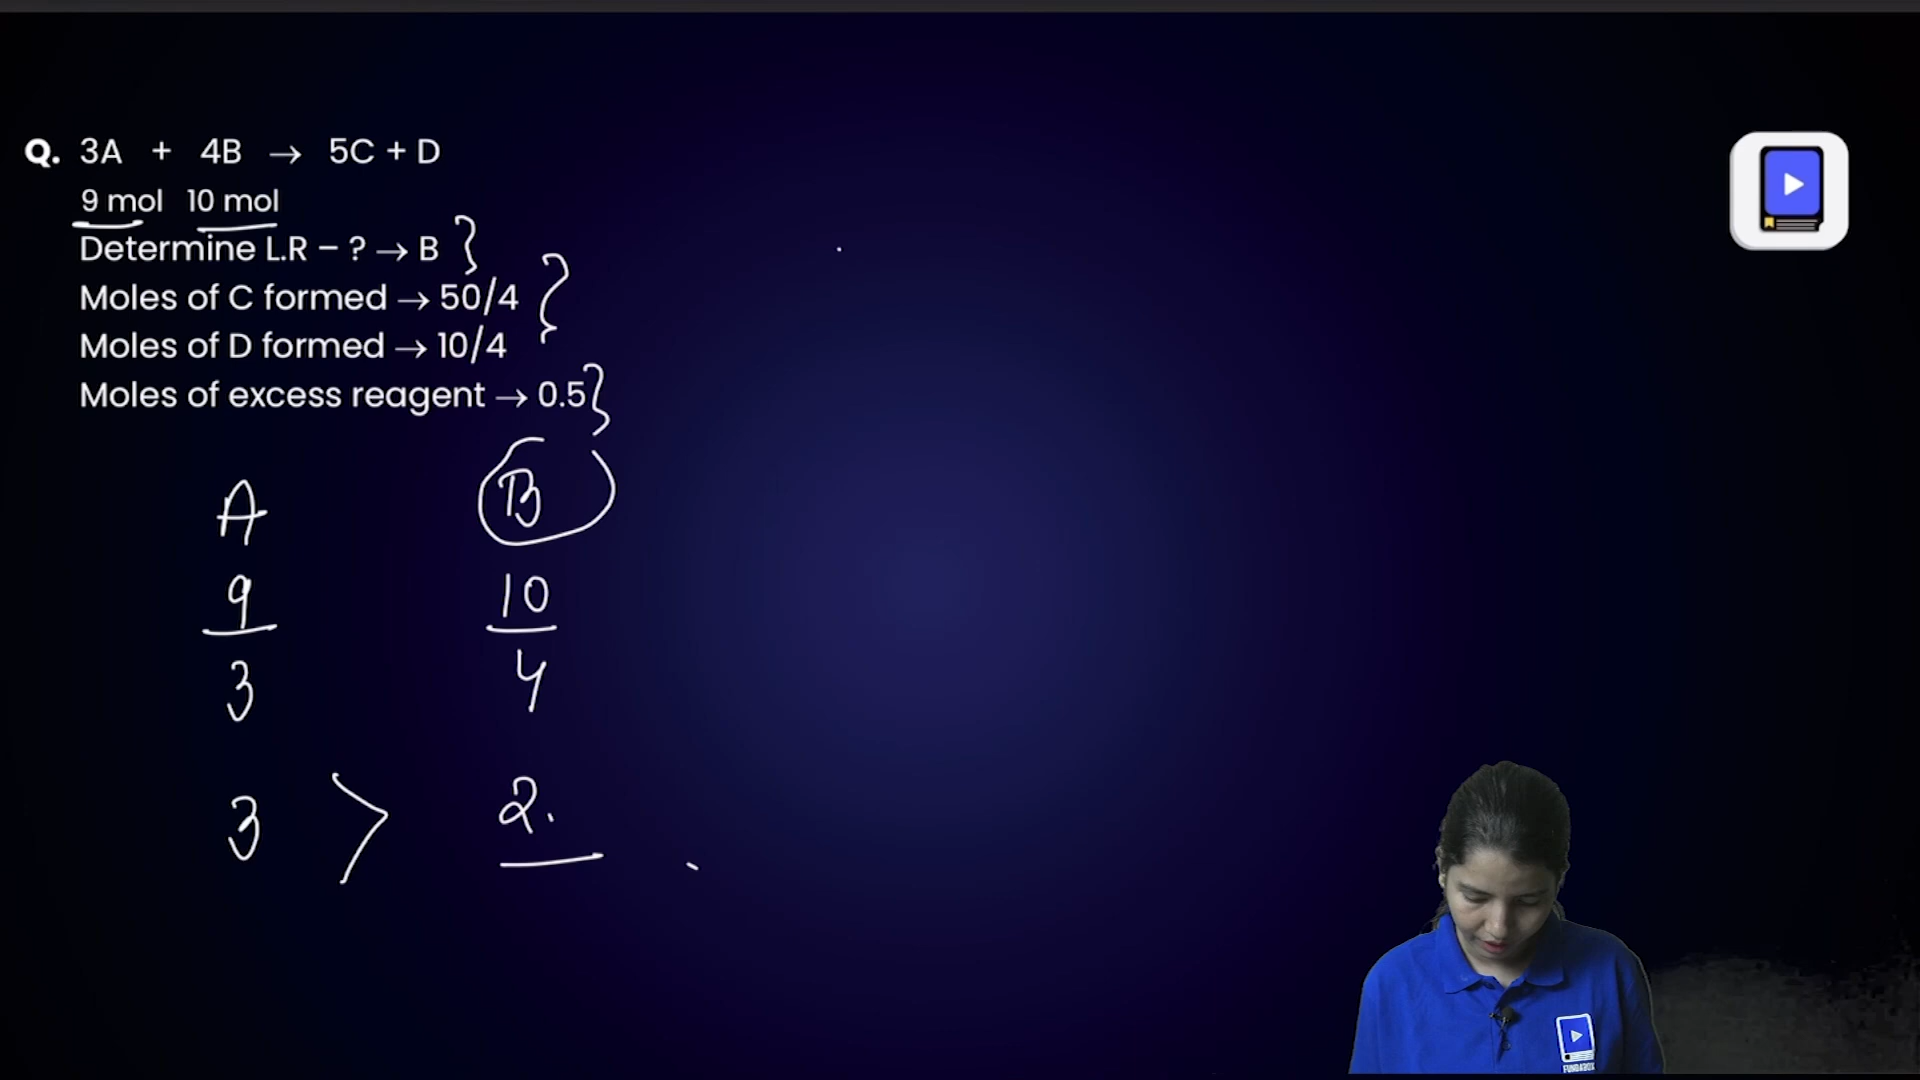 Q. 3A + 4B → 5C + D
9 mol 10 mol
Determine L.R – ? → B
Moles of C formed → 50/4
Moles of D formed → 10/4
Moles of excess reagent → 0.5
A B
9 10
3 4
3 > 2.
FUNDABOX